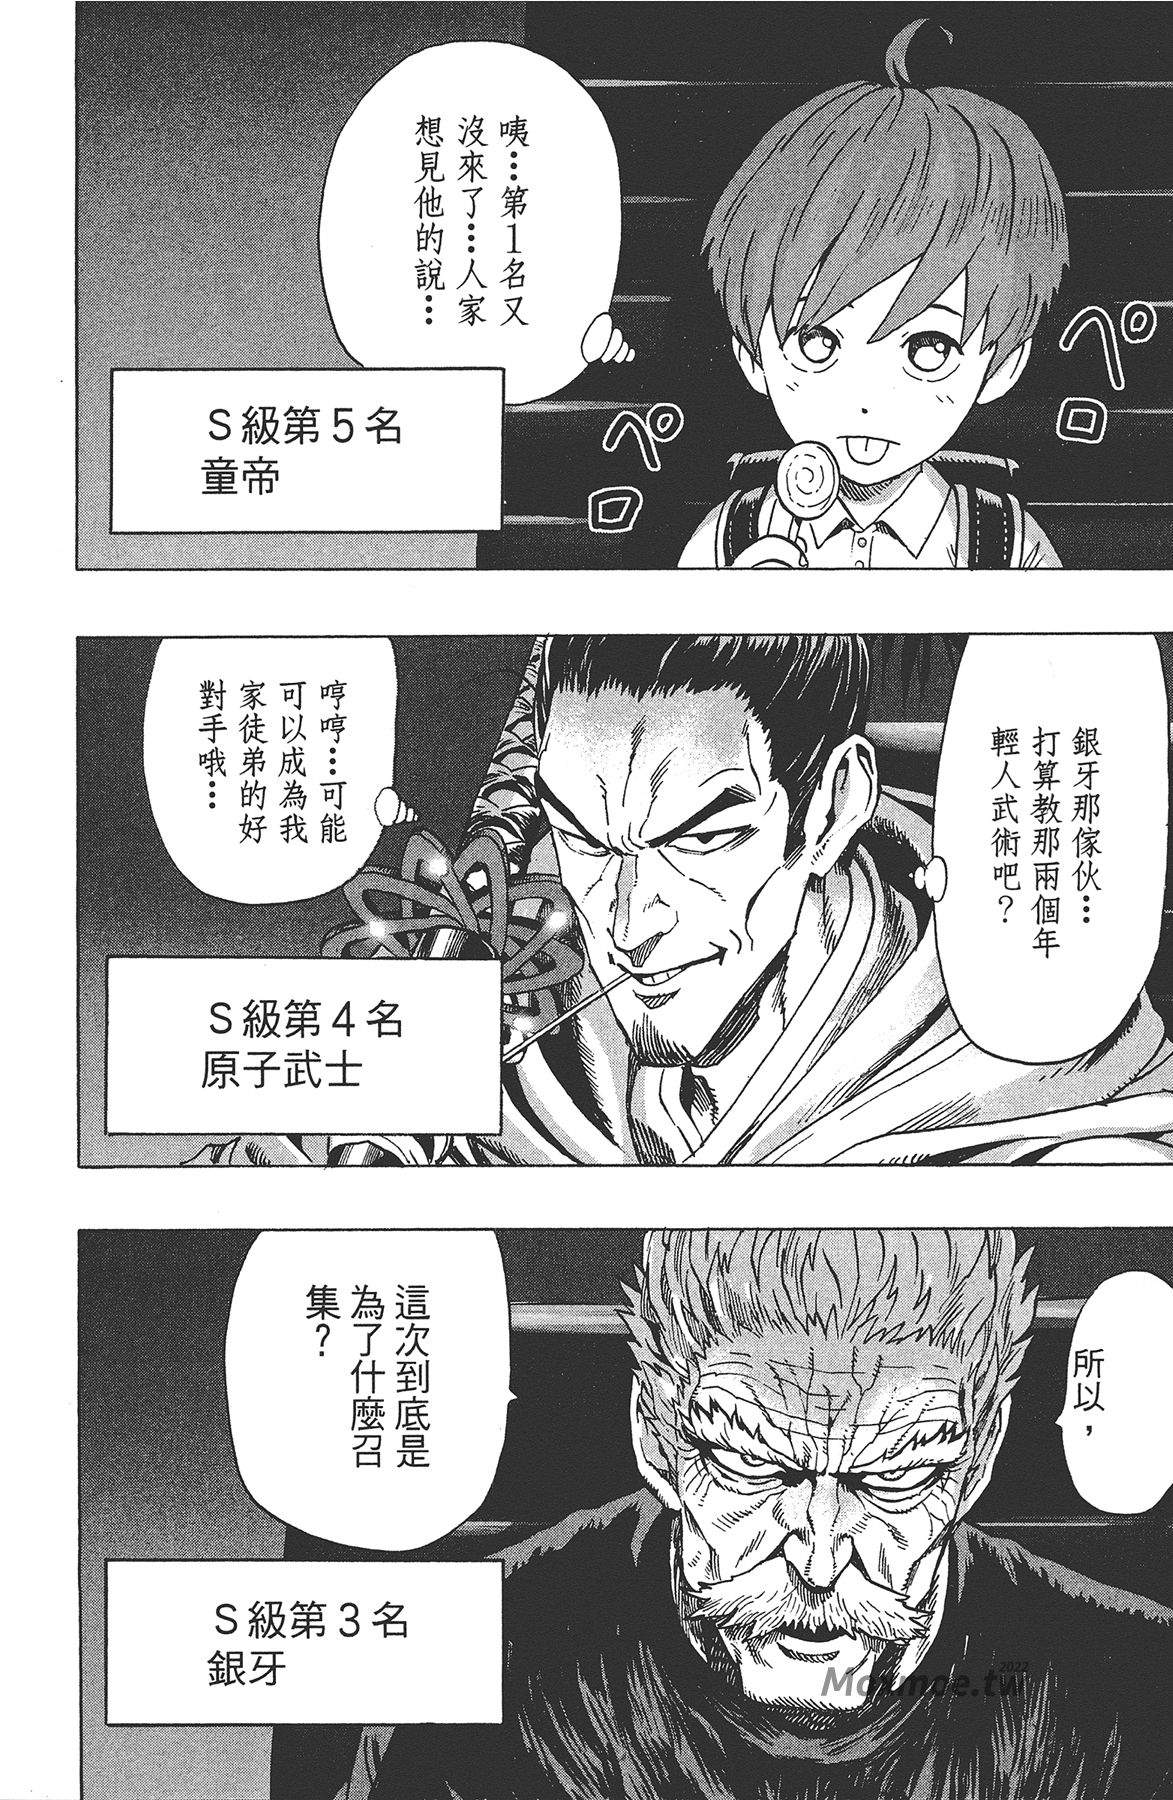 咦⋯第1名又
沒來了⋯人家
想見他的說⋯
ペロ
ペロ
S級第5名
童帝
銀牙那傢伙⋯
打算教那兩個年
輕人武術吧？
哼哼⋯可能
可以成為我
家徒弟的好
對手哦⋯
S級第4名
原子武士
所以，
這次到底是
為了什麼召
集？
S級第3名
銀牙
2022
Moxmoe.tw